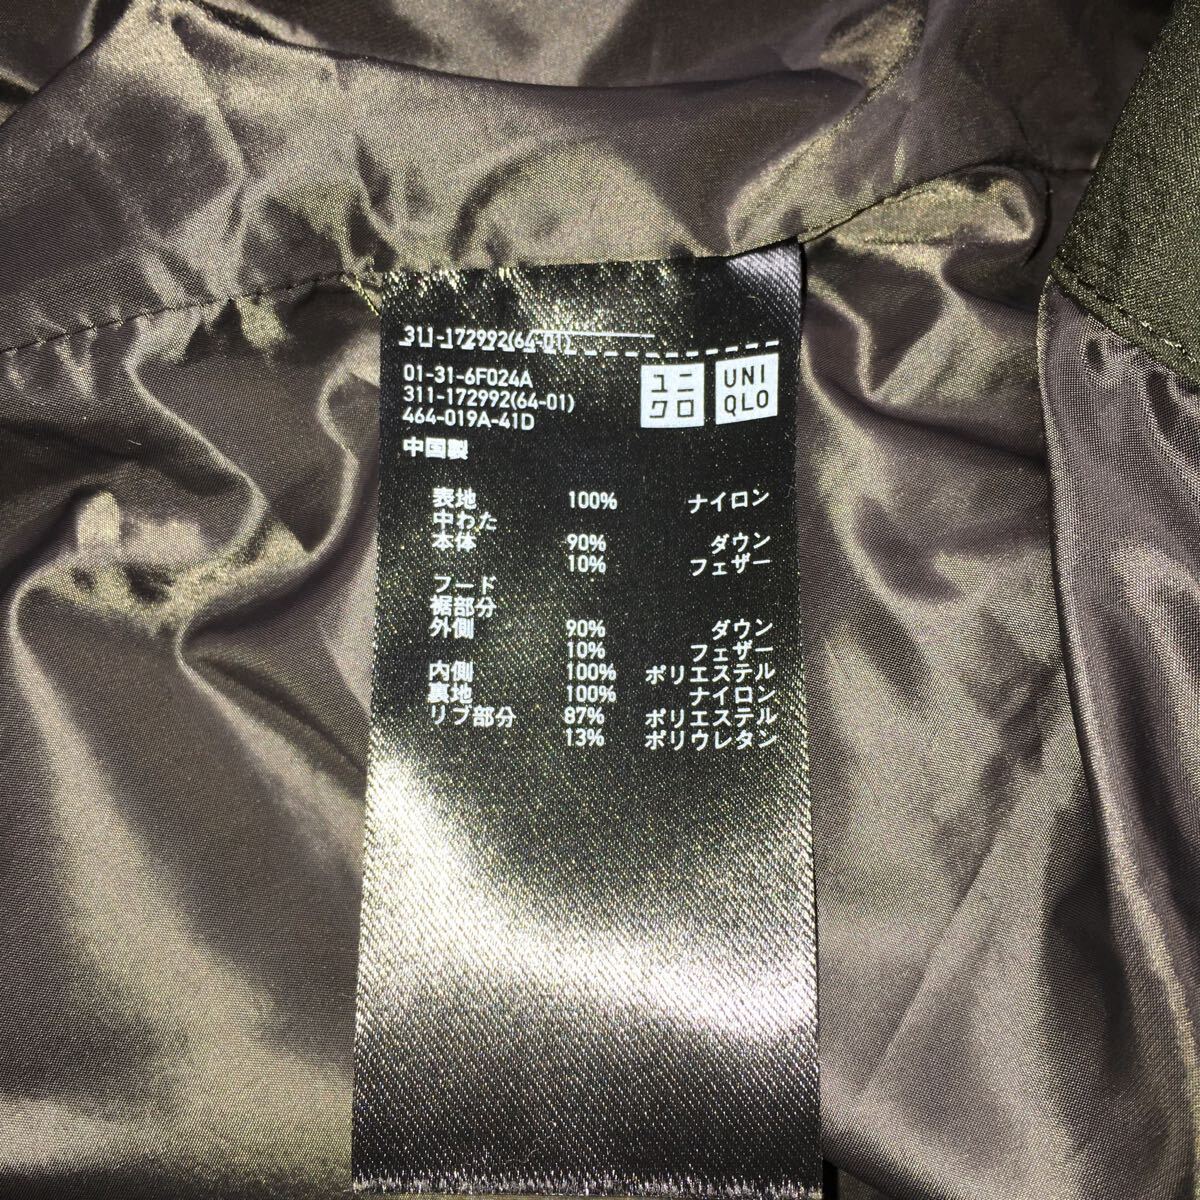 311-172992(64-01)
01-31-6F024A
311-172992(64-01)
464-019A-41D
中国製
ユニ
クロ
UNI
QLO
表地 100% ナイロン
中わた
本体 90% ダウン
10% フェザー
フード
裾部分
外側 90% ダウン
10% フェザー
内側 100% ポリエステル
裏地 100% ナイロン
リブ部分 87% ポリエステル
13% ポリウレタン